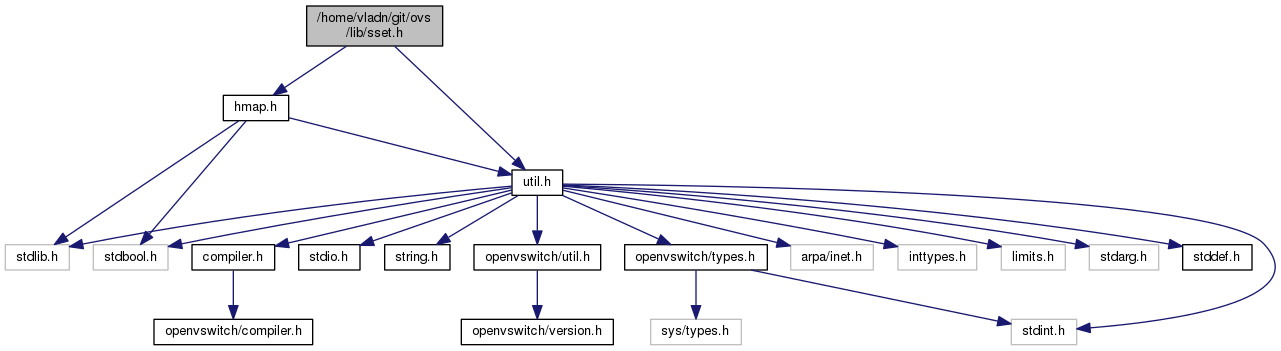 /home/vladn/git/ovs
/lib/sset.h
hmap.h
util.h
stdlib.h
stdbool.h
compiler.h
stdio.h
string.h
openvswitch/util.h
openvswitch/types.h
arpa/inet.h
inttypes.h
limits.h
stdarg.h
stddef.h
openvswitch/compiler.h
openvswitch/version.h
sys/types.h
stdint.h